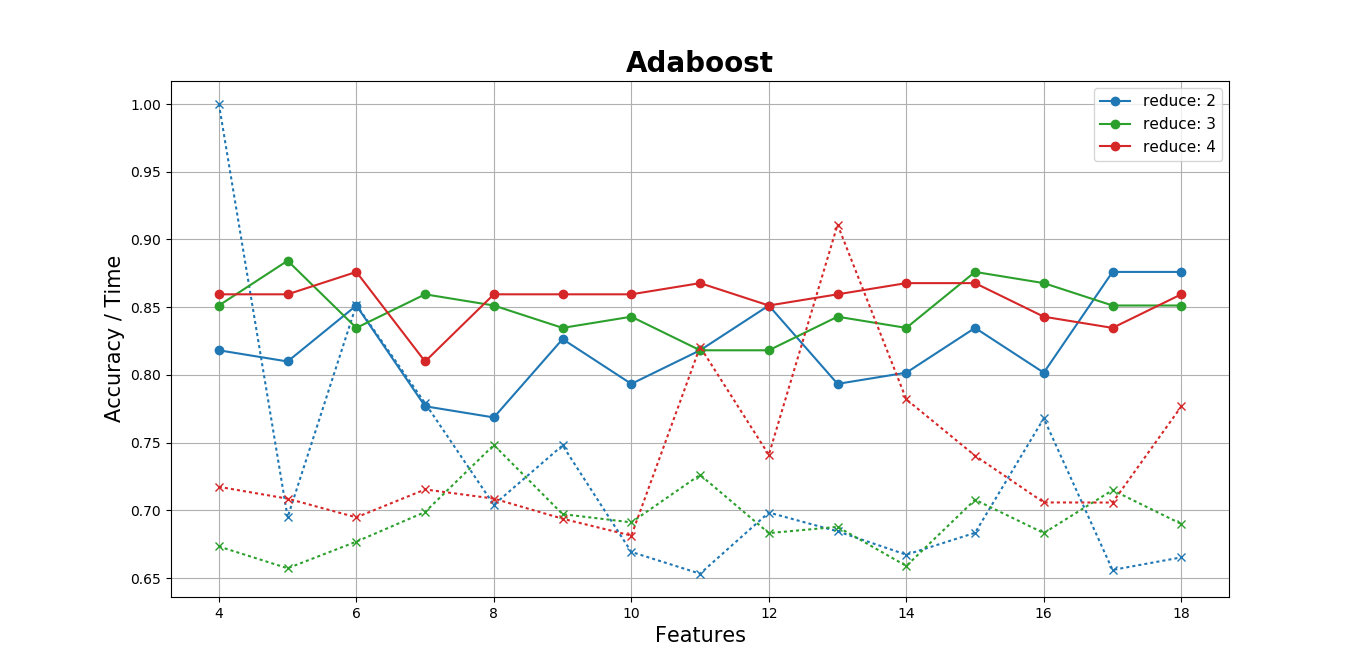 Adaboost
reduce: 2
reduce: 3
reduce: 4
Accuracy / Time
1.00
0.95
0.90
0.85
0.80
0.75
0.70
0.65
4 6 8 10 12 14 16 18
Features